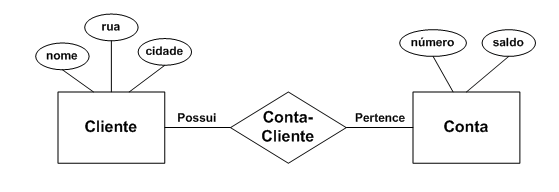 rua
nome
cidade
número
saldo
Cliente
Possui
Conta-
Cliente
Pertence
Conta